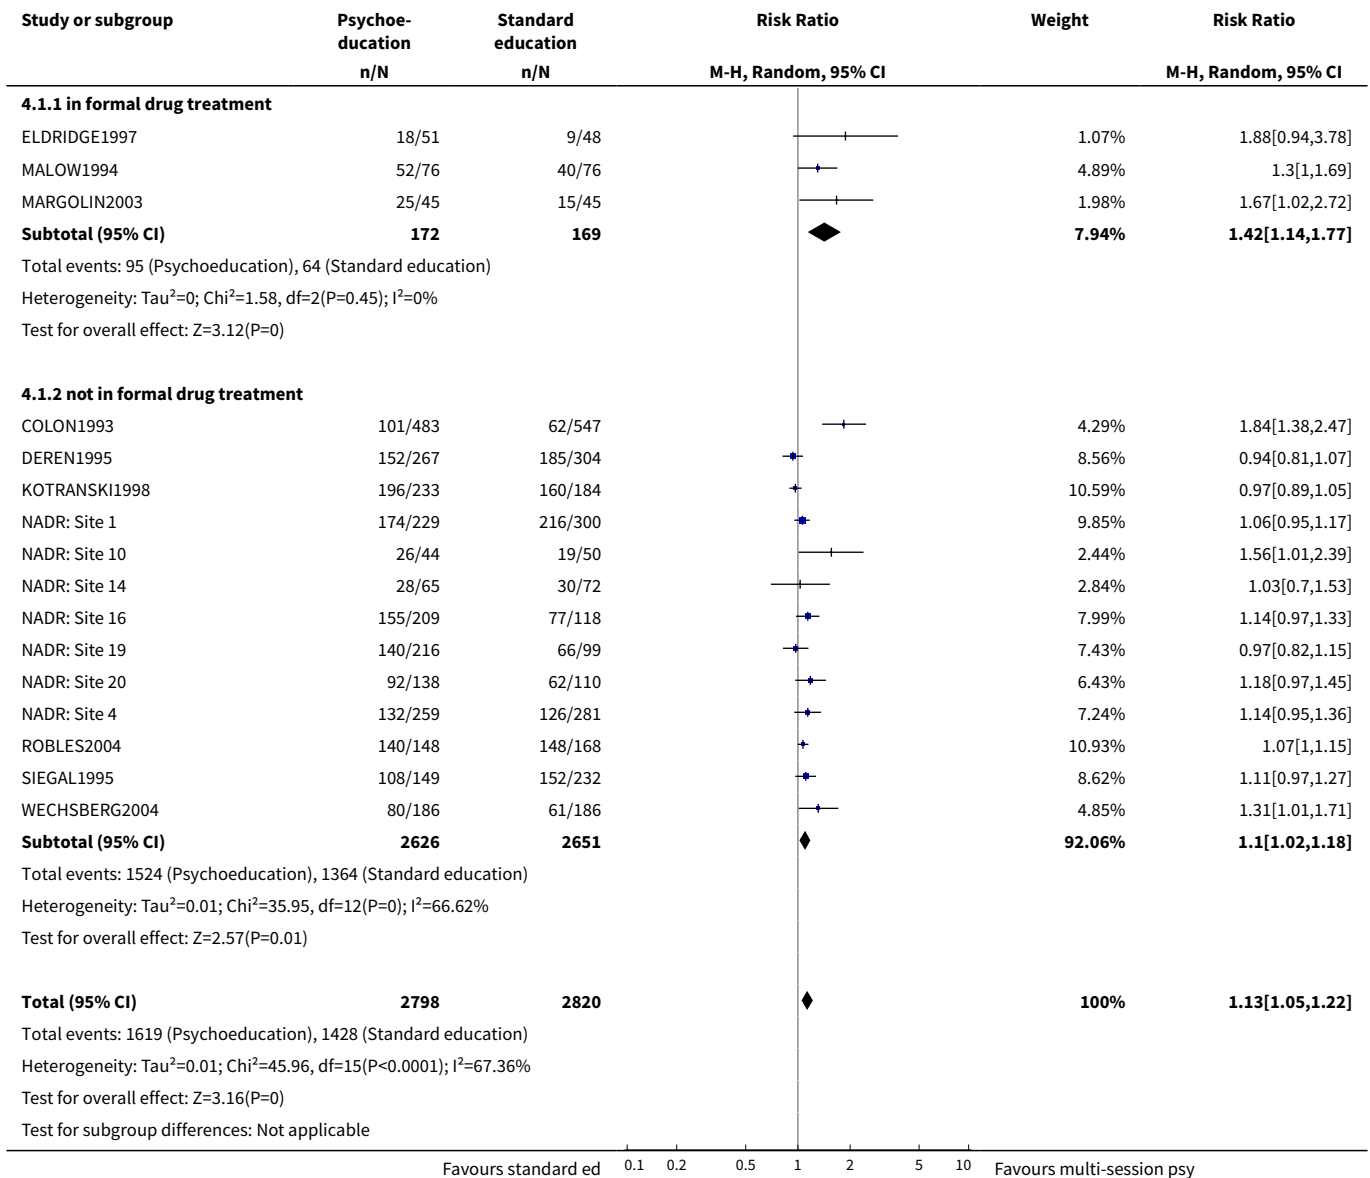 Study or subgroup Psychoe- Standard Risk Ratio Weight Risk Ratio
ducation education
n/N n/N M-H, Random, 95% CI M-H, Random, 95% CI
4.1.1 in formal drug treatment
ELDRIDGE1997 18/51 9/48 1.07% 1.88[0.94,3.78]
MALOW1994 52/76 40/76 4.89% 1.3[1,1.69]
MARGOLIN2003 25/45 15/45 1.98% 1.67[1.02,2.72]
Subtotal (95% CI) 172 169 7.94% 1.42[1.14,1.77]
Total events: 95 (Psychoeducation), 64 (Standard education)
Heterogeneity: Tau²=0; Chi²=1.58, df=2(P=0.45); I²=0%
Test for overall effect: Z=3.12(P=0)
4.1.2 not in formal drug treatment
COLON1993 101/483 62/547 4.29% 1.84[1.38,2.47]
DEREN1995 152/267 185/304 8.56% 0.94[0.81,1.07]
KOTRANSKI1998 196/233 160/184 10.59% 0.97[0.89,1.05]
NADR: Site 1 174/229 216/300 9.85% 1.06[0.95,1.17]
NADR: Site 10 26/44 19/50 2.44% 1.56[1.01,2.39]
NADR: Site 14 28/65 30/72 2.84% 1.03[0.7,1.53]
NADR: Site 16 155/209 77/118 7.99% 1.14[0.97,1.33]
NADR: Site 19 140/216 66/99 7.43% 0.97[0.82,1.15]
NADR: Site 20 92/138 62/110 6.43% 1.18[0.97,1.45]
NADR: Site 4 132/259 126/281 7.24% 1.14[0.95,1.36]
ROBLES2004 140/148 148/168 10.93% 1.07[1,1.15]
SIEGAL1995 108/149 152/232 8.62% 1.11[0.97,1.27]
WECHSBERG2004 80/186 61/186 4.85% 1.31[1.01,1.71]
Subtotal (95% CI) 2626 2651 92.06% 1.1[1.02,1.18]
Total events: 1524 (Psychoeducation), 1364 (Standard education)
Heterogeneity: Tau²=0.01; Chi²=35.95, df=12(P=0); I²=66.62%
Test for overall effect: Z=2.57(P=0.01)
Total (95% CI) 2798 2820 100% 1.13[1.05,1.22]
Total events: 1619 (Psychoeducation), 1428 (Standard education)
Heterogeneity: Tau²=0.01; Chi²=45.96, df=15(P<0.0001); I²=67.36%
Test for overall effect: Z=3.16(P=0)
Test for subgroup differences: Not applicable
Favours standard ed 0.1 0.2 0.5 1 2 5 10 Favours multi-session psy